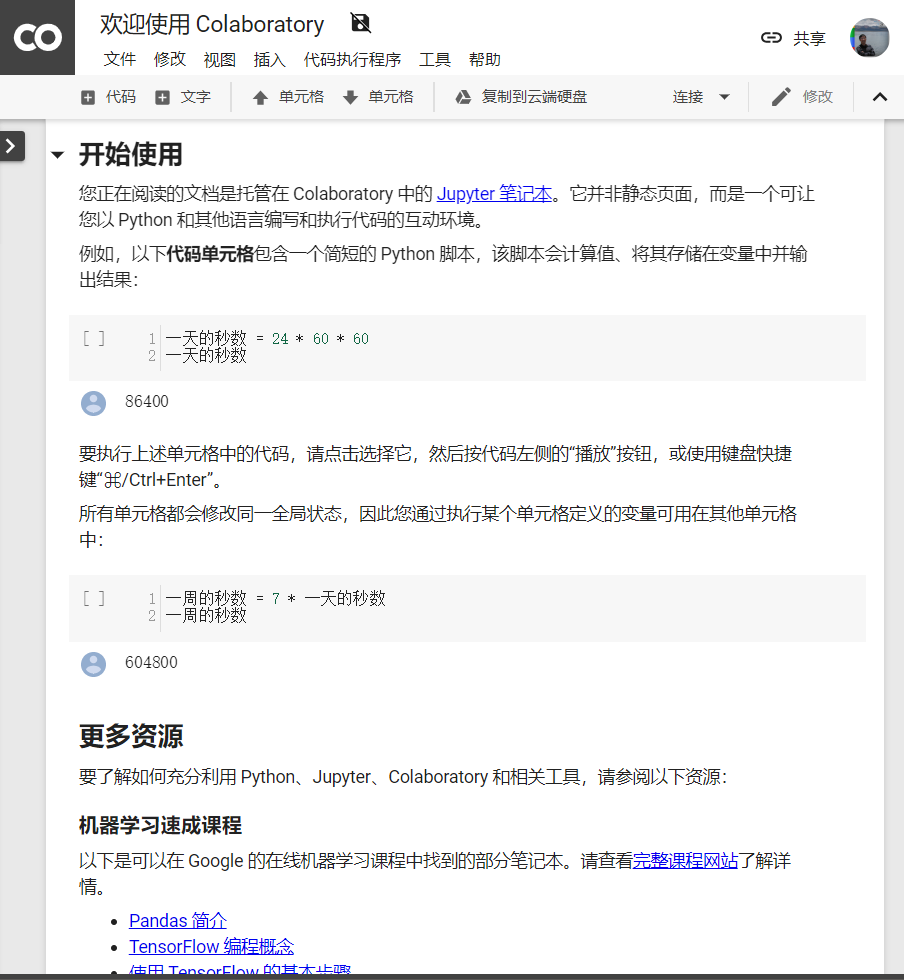 CO
欢迎使用 Colaboratory
共享
文件 修改 视图 插入 代码执行程序 工具 帮助
代码 文字 单元格 单元格 复制到云端硬盘 连接 修改
开始使用
您正在阅读的文档是托管在 Colaboratory 中的 Jupyter 笔记本。它并非静态页面，而是一个可让
您以 Python 和其他语言编写和执行代码的互动环境。
例如，以下代码单元格包含一个简短的 Python 脚本，该脚本会计算值、将其存储在变量中并输
出结果：
[ ] 1 一天的秒数 = 24 * 60 * 60
2 一天的秒数
86400
要执行上述单元格中的代码，请点击选择它，然后按代码左侧的“播放”按钮，或使用键盘快捷
键“⌘/Ctrl+Enter”。
所有单元格都会修改同一全局状态，因此您通过执行某个单元格定义的变量可用在其他单元格
中：
[ ] 1 一周的秒数 = 7 * 一天的秒数
2 一周的秒数
604800
更多资源
要了解如何充分利用 Python、Jupyter、Colaboratory 和相关工具，请参阅以下资源：
机器学习速成课程
以下是可以在 Google 的在线机器学习课程中找到的部分笔记本。请查看完整课程网站了解详
情。
• Pandas 简介
• TensorFlow 编程概念
• 使用 TensorFlow 的基本步骤